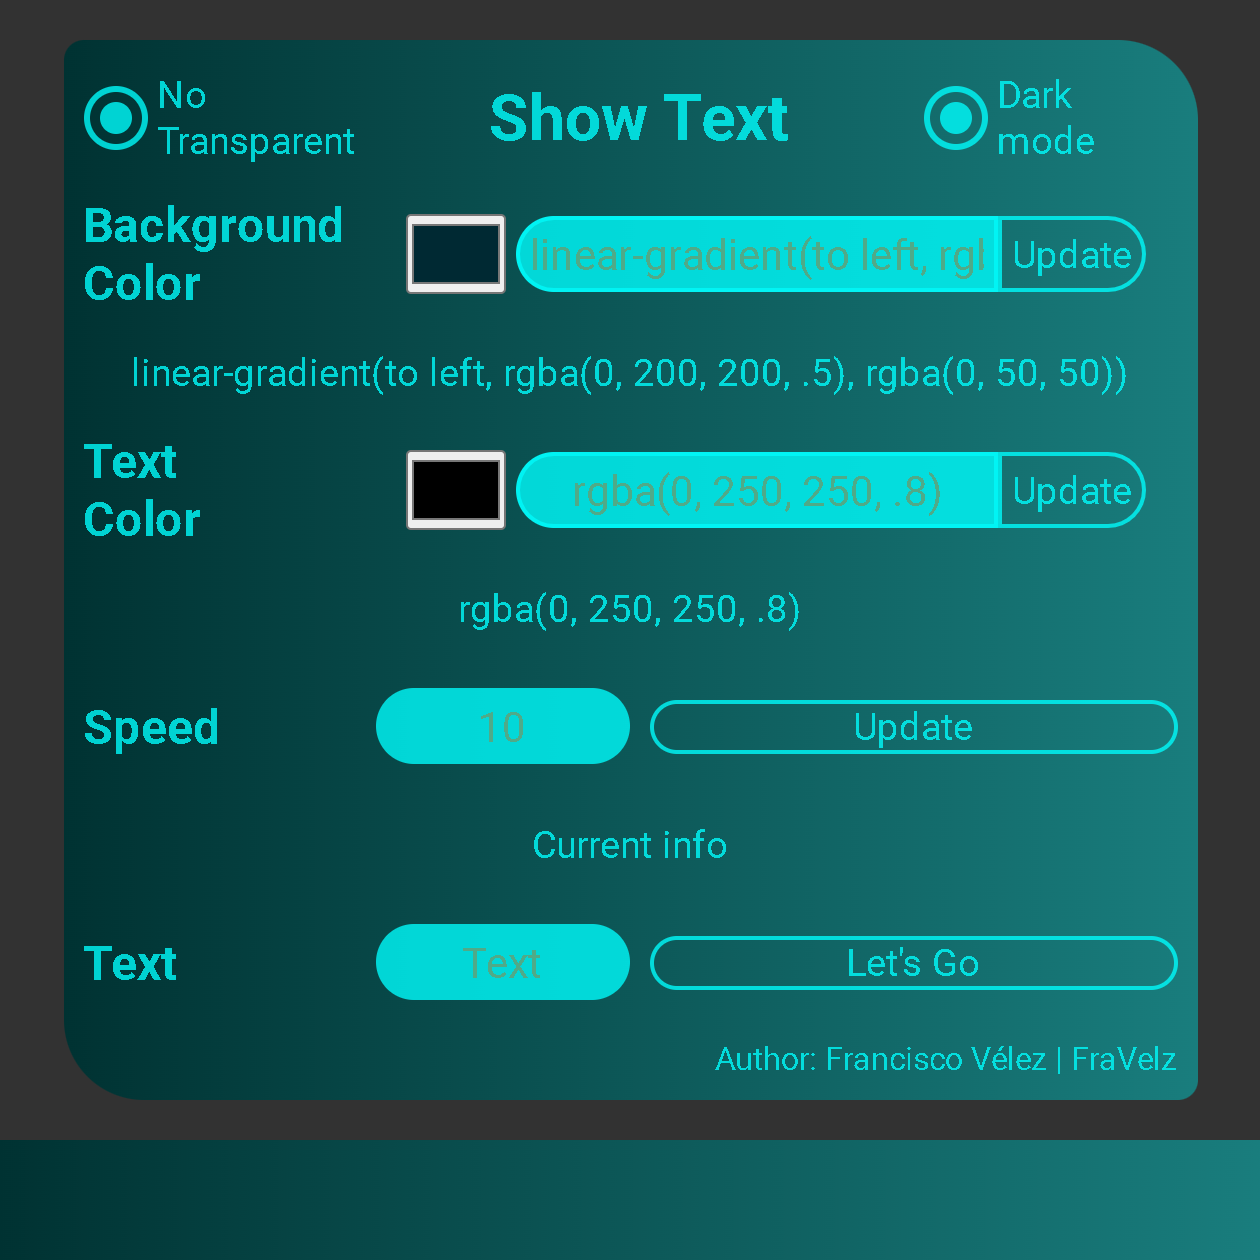 No
Transparent
Show Text
Dark
mode
Background
Color
linear-gradient(to left, rgl
Update
linear-gradient(to left, rgba(0, 200, 200, .5), rgba(0, 50, 50))
Text
Color
rgba(0, 250, 250, .8)
Update
rgba(0, 250, 250, .8)
Speed
10
Update
Current info
Text
Text
Let's Go
Author: Francisco Vélez | FraVelz